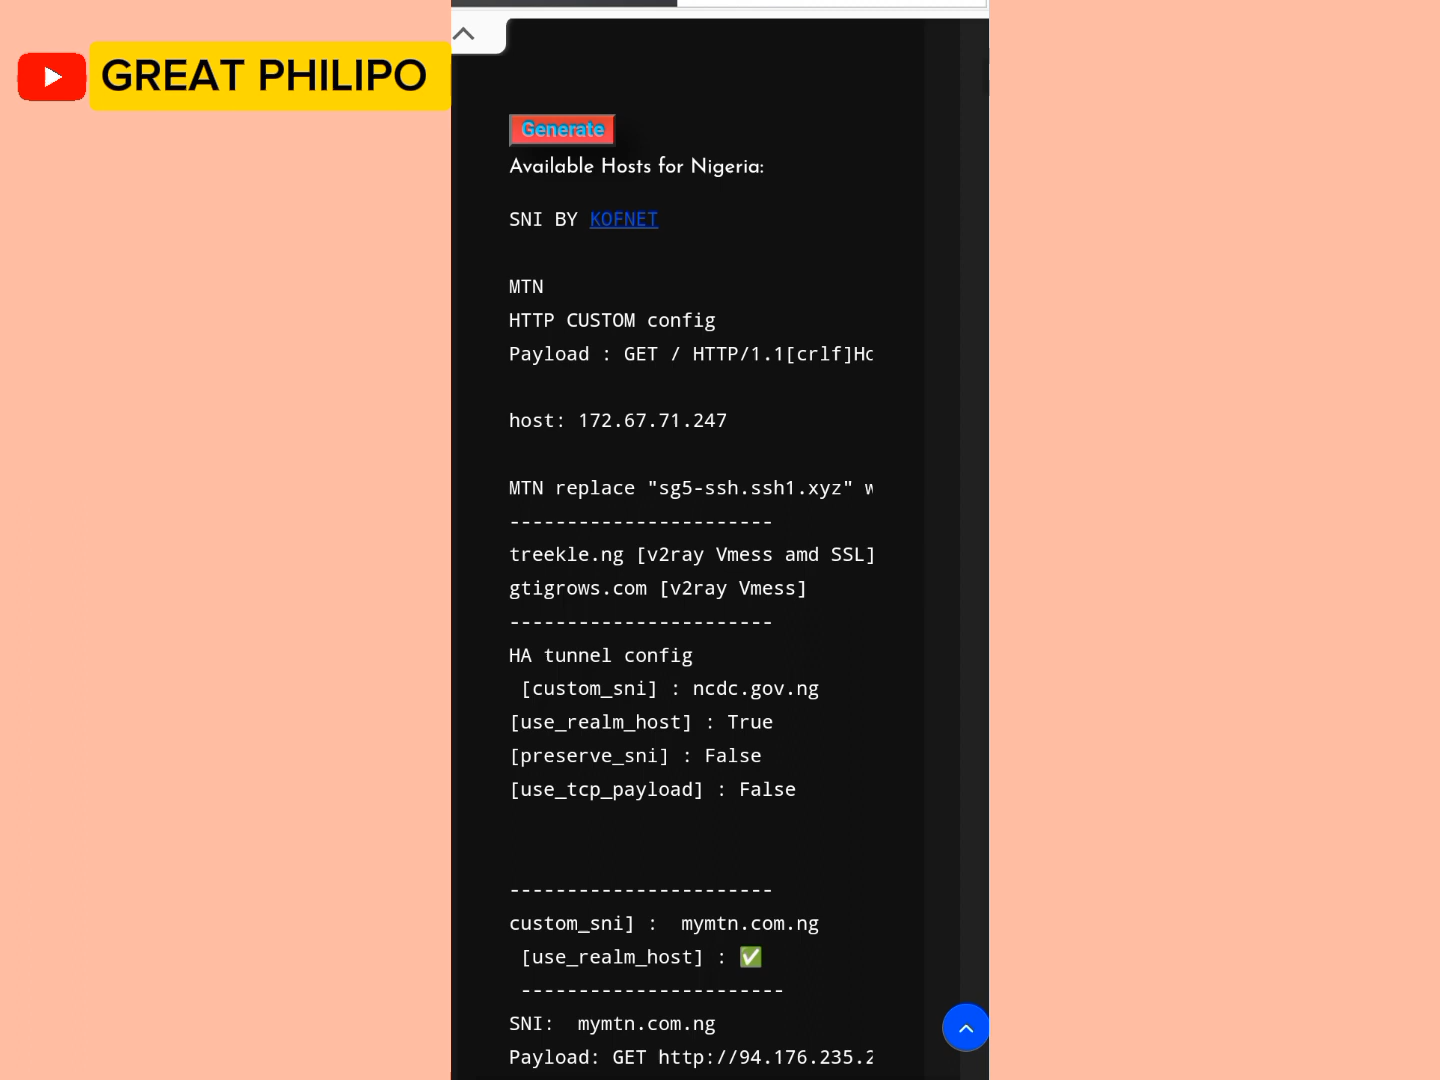 GREAT PHILIPO
Generate
Available Hosts for Nigeria:
SNI BY KOFNET
MTN
HTTP CUSTOM config
Payload : GET / HTTP/1.1[crlf]Ho
host: 172.67.71.247
MTN replace "sg5-ssh.ssh1.xyz" w
-----------------------
treekle.ng [v2ray Vmess amd SSL]
gtigrows.com [v2ray Vmess]
-----------------------
HA tunnel config
[custom_sni] : ncdc.gov.ng
[use_realm_host] : True
[preserve_sni] : False
[use_tcp_payload] : False
-----------------------
custom_sni] :  mymtn.com.ng
[use_realm_host] : ✅
-----------------------
SNI:  mymtn.com.ng
Payload: GET http://94.176.235.2